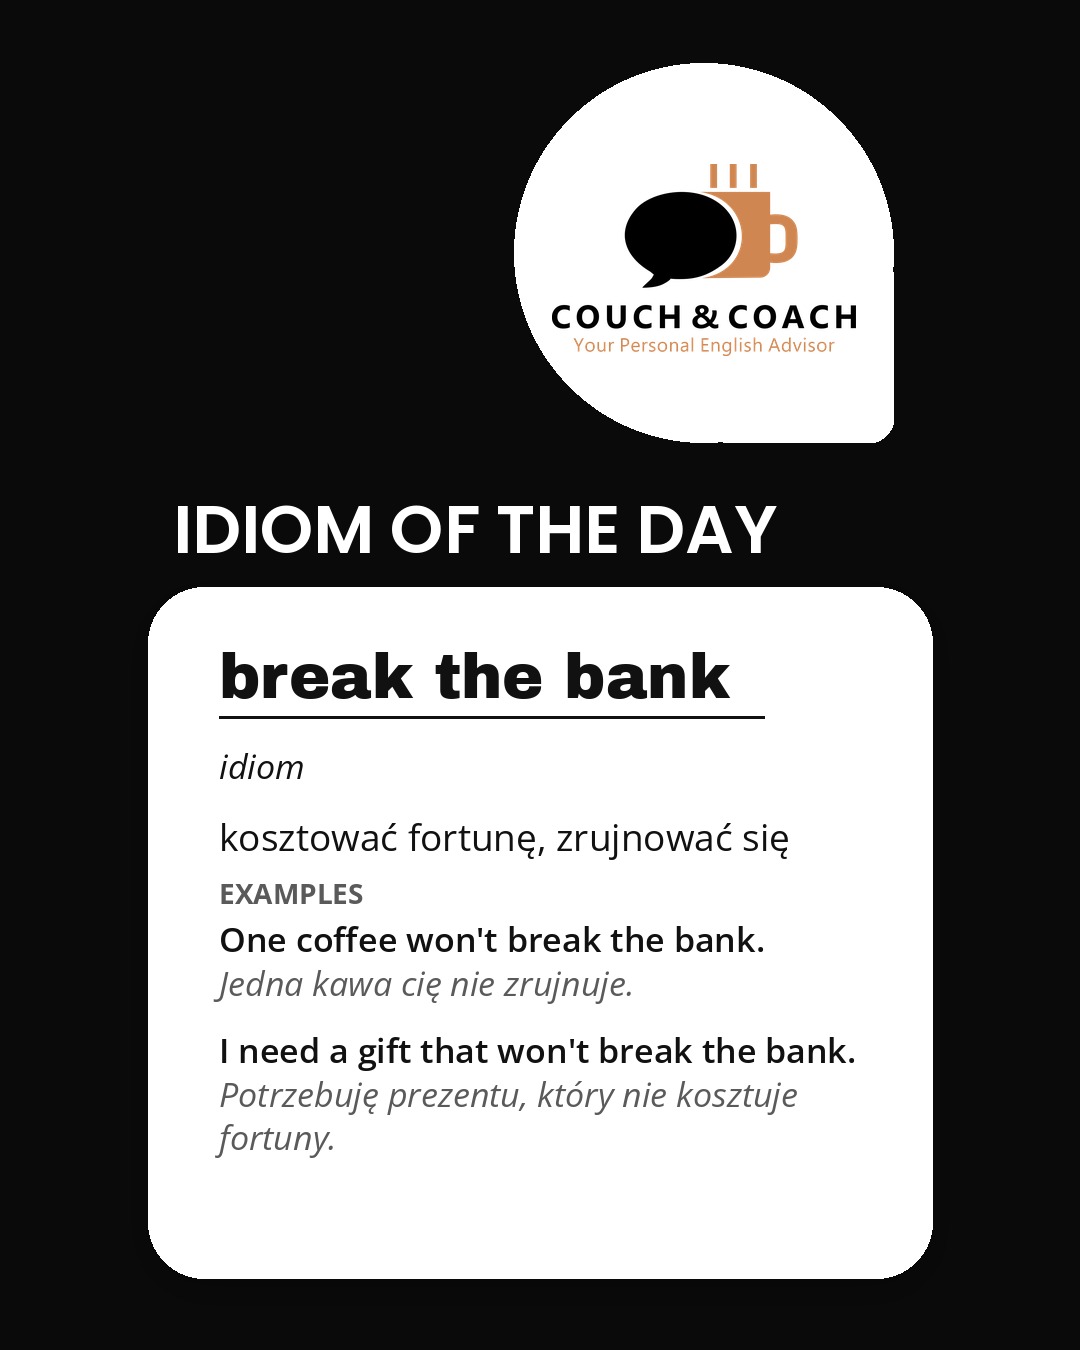 COUCH & COACH
Your Personal English Advisor
IDIOM OF THE DAY
break the bank
idiom
kosztować fortunę, zrujnować się
EXAMPLES
One coffee won't break the bank.
Jedna kawa cię nie zrujnuje.
I need a gift that won't break the bank.
Potrzebuję prezentu, który nie kosztuje
fortuny.